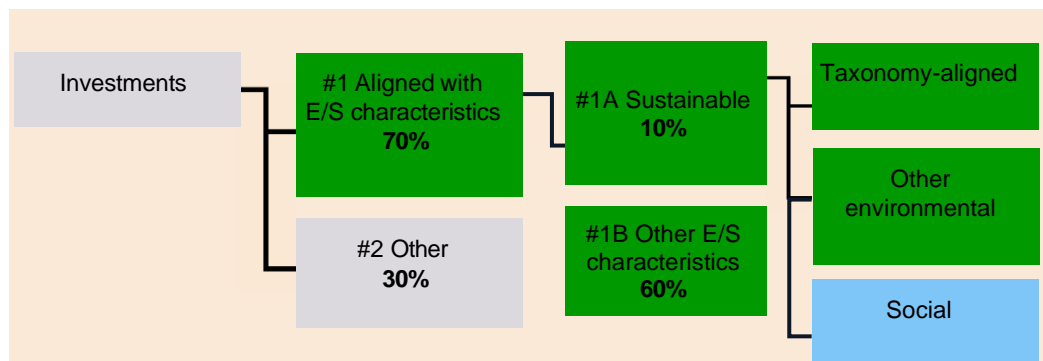 Investments
#1 Aligned with
E/S characteristics
70%
#2 Other
30%
#1A Sustainable
10%
#1B Other E/S
characteristics
60%
Taxonomy-aligned
Other
environmental
Social